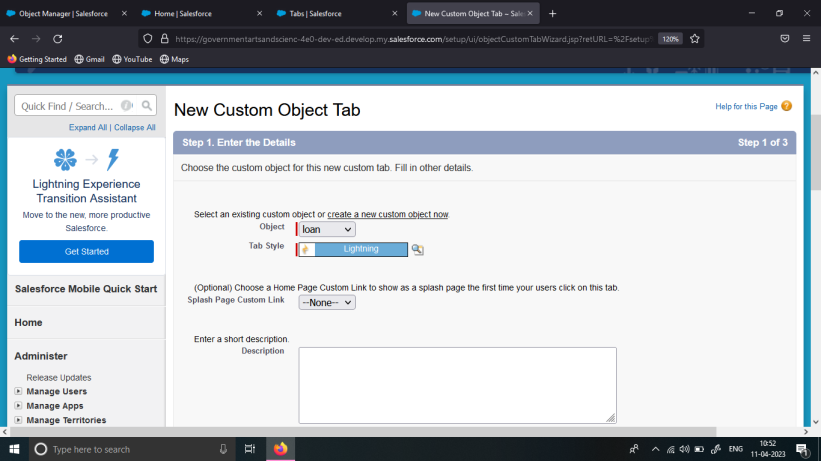 Object Manager | Salesforce
Home | Salesforce
Tabs | Salesforce
New Custom Object Tab ~ Sale
https://governmentartsandscienc-4e0-dev-ed.develop.my.salesforce.com/setup/ui/objectCustomTabWizard.jsp?retURL=%2Fsetup
120%
Getting Started
Gmail
YouTube
Maps
Quick Find / Search...
Expand All | Collapse All
Lightning Experience
Transition Assistant
Move to the new, more productive
Salesforce.
Get Started
Salesforce Mobile Quick Start
Home
Administer
Release Updates
Manage Users
Manage Apps
Manage Territories
New Custom Object Tab
Help for this Page
Step 1. Enter the Details
Step 1 of 3
Choose the custom object for this new custom tab. Fill in other details.
Select an existing custom object or create a new custom object now.
Object
loan
Tab Style
Lightning
(Optional) Choose a Home Page Custom Link to show as a splash page the first time your users click on this tab.
Splash Page Custom Link
--None--
Enter a short description.
Description
Type here to search
ENG
10:52
11-04-2023
1